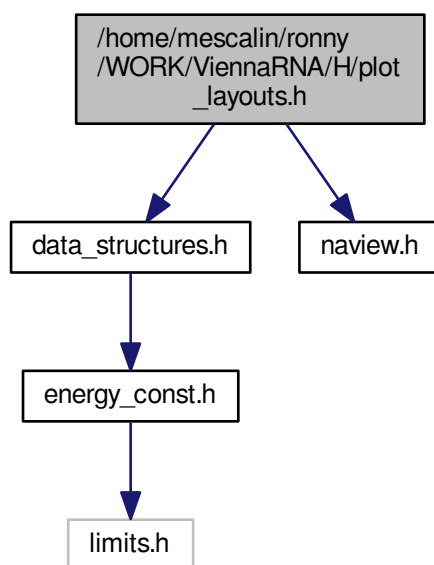 /home/mescalin/ronny
/WORK/ViennaRNA/H/plot
_layouts.h
data_structures.h
naview.h
energy_const.h
limits.h